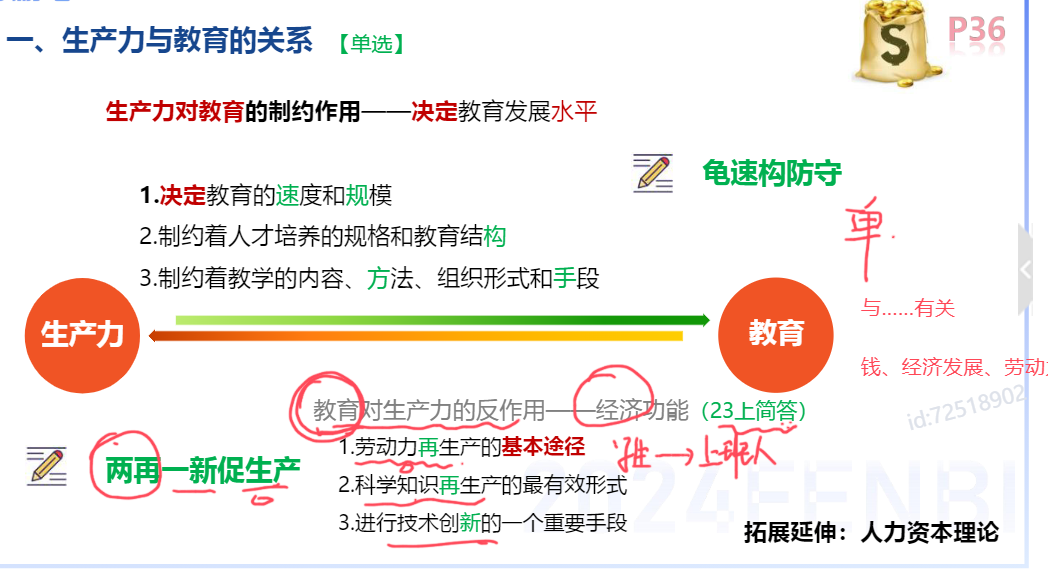 一、生产力与教育的关系 【单选】
P36
生产力对教育的制约作用——决定教育发展水平
龟速构防守
1.决定教育的速度和规模
2.制约着人才培养的规格和教育结构
3.制约着教学的内容、方法、组织形式和手段
单.
生产力
教育
与......有关
钱、经济发展、劳动
教育对生产力的反作用——经济功能（23上简答）
id:72518902
两再一新促生产
1.劳动力再生产的基本途径
上班人
2.科学知识再生产的最有效形式
3.进行技术创新的一个重要手段
2024FENBI
拓展延伸：人力资本理论